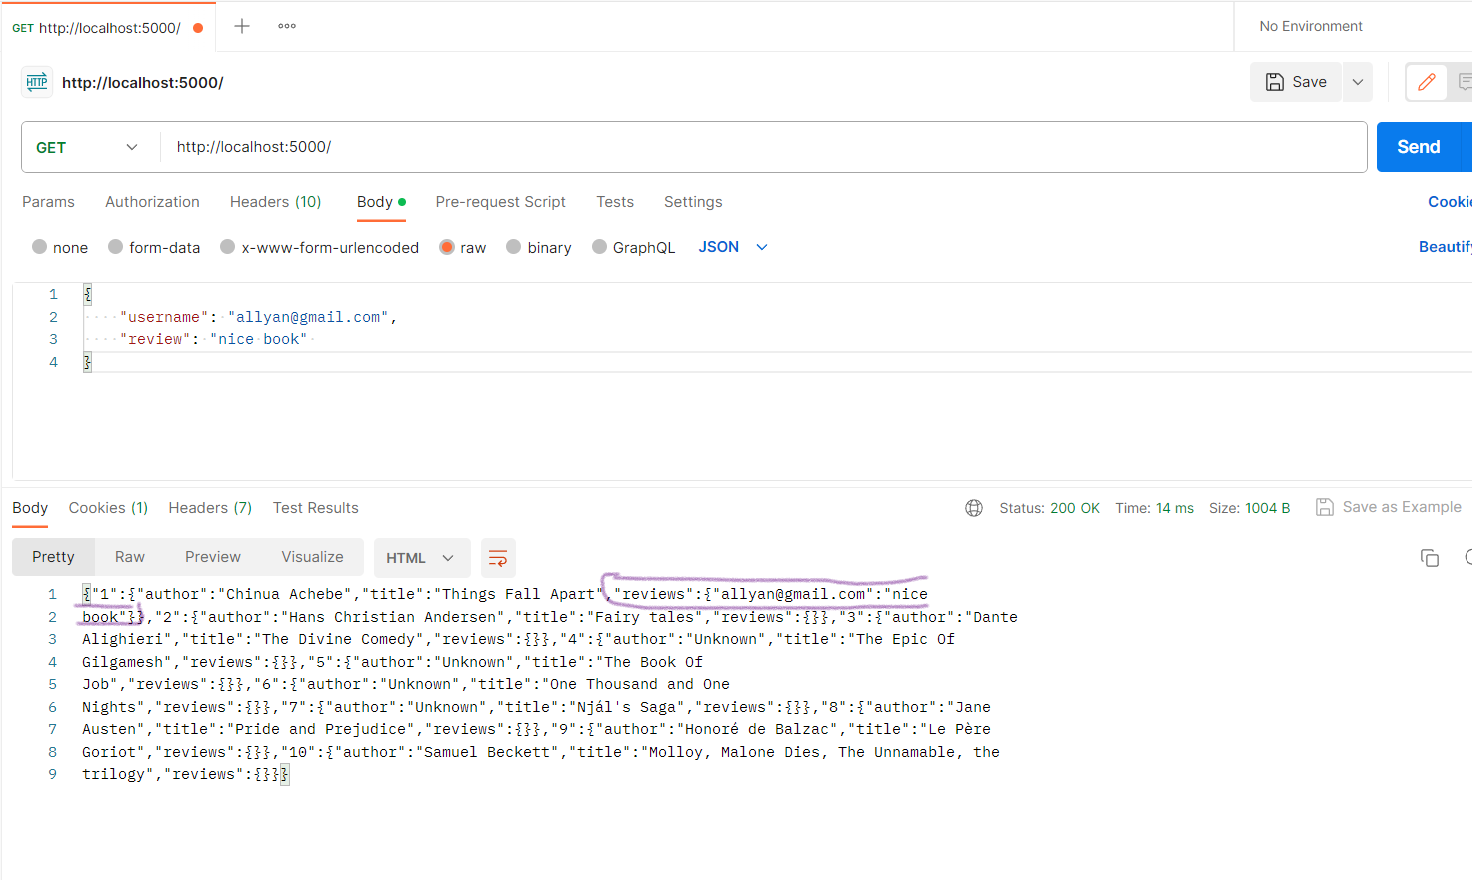 GET http://localhost:5000/
No Environment
HTTP http://localhost:5000/
Save
GET http://localhost:5000/ Send
Params Authorization Headers (10) Body Pre-request Script Tests Settings
none form-data x-www-form-urlencoded raw binary GraphQL JSON
1 {
2 "username": "allyan@gmail.com",
3 "review": "nice book"
4 }
Body Cookies (1) Headers (7) Test Results Status: 200 OK Time: 14 ms Size: 1004 B Save as Example
Pretty Raw Preview Visualize HTML
1 {"1":{"author":"Chinua Achebe","title":"Things Fall Apart","reviews":{"allyan@gmail.com":"nice
2 book"}},"2":{"author":"Hans Christian Andersen","title":"Fairy tales","reviews":{}},"3":{"author":"Dante
3 Alighieri","title":"The Divine Comedy","reviews":{}},"4":{"author":"Unknown","title":"The Epic Of
4 Gilgamesh","reviews":{}},"5":{"author":"Unknown","title":"The Book Of
5 Job","reviews":{}},"6":{"author":"Unknown","title":"One Thousand and One
6 Nights","reviews":{}},"7":{"author":"Unknown","title":"Njál's Saga","reviews":{}},"8":{"author":"Jane
7 Austen","title":"Pride and Prejudice","reviews":{}},"9":{"author":"Honoré de Balzac","title":"Le Père
8 Goriot","reviews":{}},"10":{"author":"Samuel Beckett","title":"Molloy, Malone Dies, The Unnamable, the
9 trilogy","reviews":{}}}